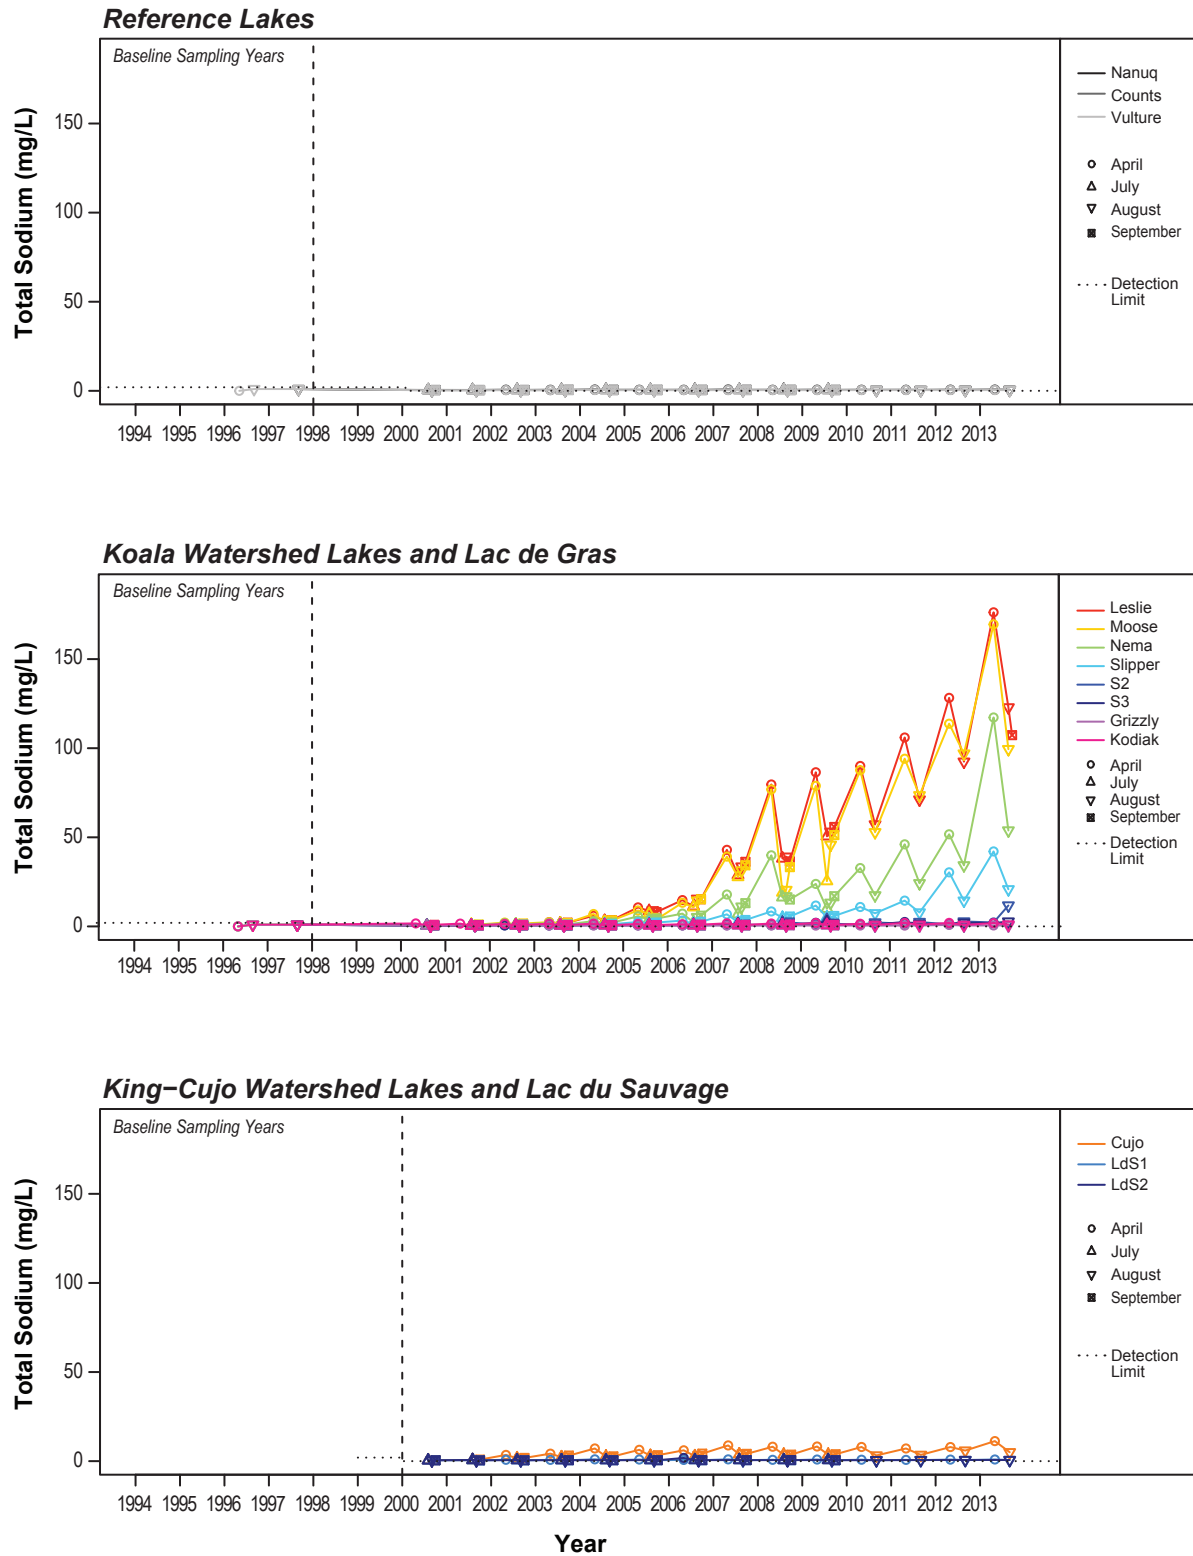 Reference Lakes
Baseline Sampling Years
Total Sodium (mg/L)
150
100
50
0
1994 1995 1996 1997 1998 1999 2000 2001 2002 2003 2004 2005 2006 2007 2008 2009 2010 2011 2012 2013
Nanuq
Counts
Vulture
April
July
August
September
Detection
Limit
Koala Watershed Lakes and Lac de Gras
Baseline Sampling Years
Total Sodium (mg/L)
150
100
50
0
1994 1995 1996 1997 1998 1999 2000 2001 2002 2003 2004 2005 2006 2007 2008 2009 2010 2011 2012 2013
Leslie
Moose
Nema
Slipper
S2
S3
Grizzly
Kodiak
April
July
August
September
Detection
Limit
King−Cujo Watershed Lakes and Lac du Sauvage
Baseline Sampling Years
Total Sodium (mg/L)
150
100
50
0
1994 1995 1996 1997 1998 1999 2000 2001 2002 2003 2004 2005 2006 2007 2008 2009 2010 2011 2012 2013
Year
Cujo
LdS1
LdS2
April
July
August
September
Detection
Limit